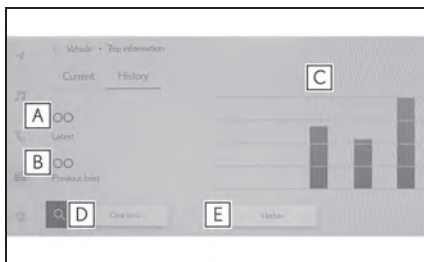 Vehicle • Trip information
Current History
C
A
OO
Latest
B
OO
Previous best
D
Clear data
E
Update